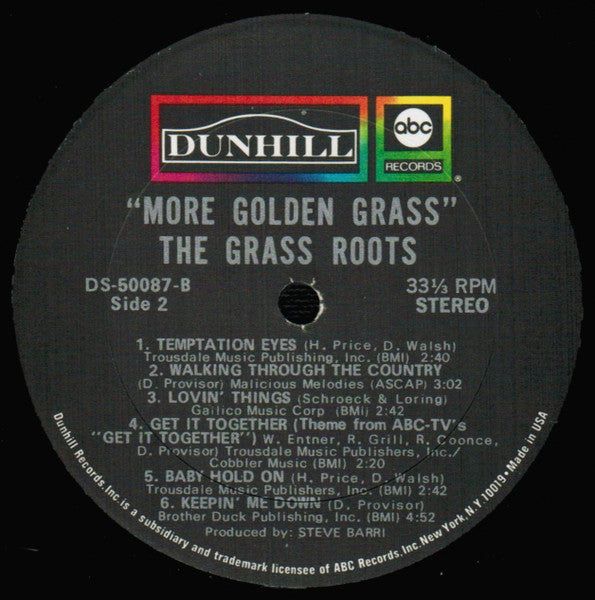 DUNHILL
abc
RECORDS
®
"MORE GOLDEN GRASS"
THE GRASS ROOTS
DS-50087-B
Side 2
33⅓ RPM
STEREO
1. TEMPTATION EYES (H. Price, D. Walsh)
Trousdale Music Publishing, Inc. (BMI) 2:40
2. WALKING THROUGH THE COUNTRY
(D. Provisor) Malicious Melodies (ASCAP) 3:02
3. LOVIN' THINGS (Schroeck & Loring)
Gallico Music Corp (BMI) 2:42
4. GET IT TOGETHER (Theme from ABC-TV's
"GET IT TOGETHER") W. Entner, R. Grill, R. Coonce,
D. Provisor) Trousdale Music Publishers, Inc./
Cobbler Music (BMI) 2:20
5. BABY HOLD ON (H. Price, D. Walsh)
Trousdale Music Publishers, Inc. (BMI) 2:42
6. KEEPIN' ME DOWN (D. Provisor)
Brother Duck Publishing, Inc. (BMI) 4:52
Produced by: STEVE BARRI
Dunhill Records, Inc. is a subsidiary and trademark licensee of ABC Records, Inc. New York, N.Y. 10019 • Made in USA